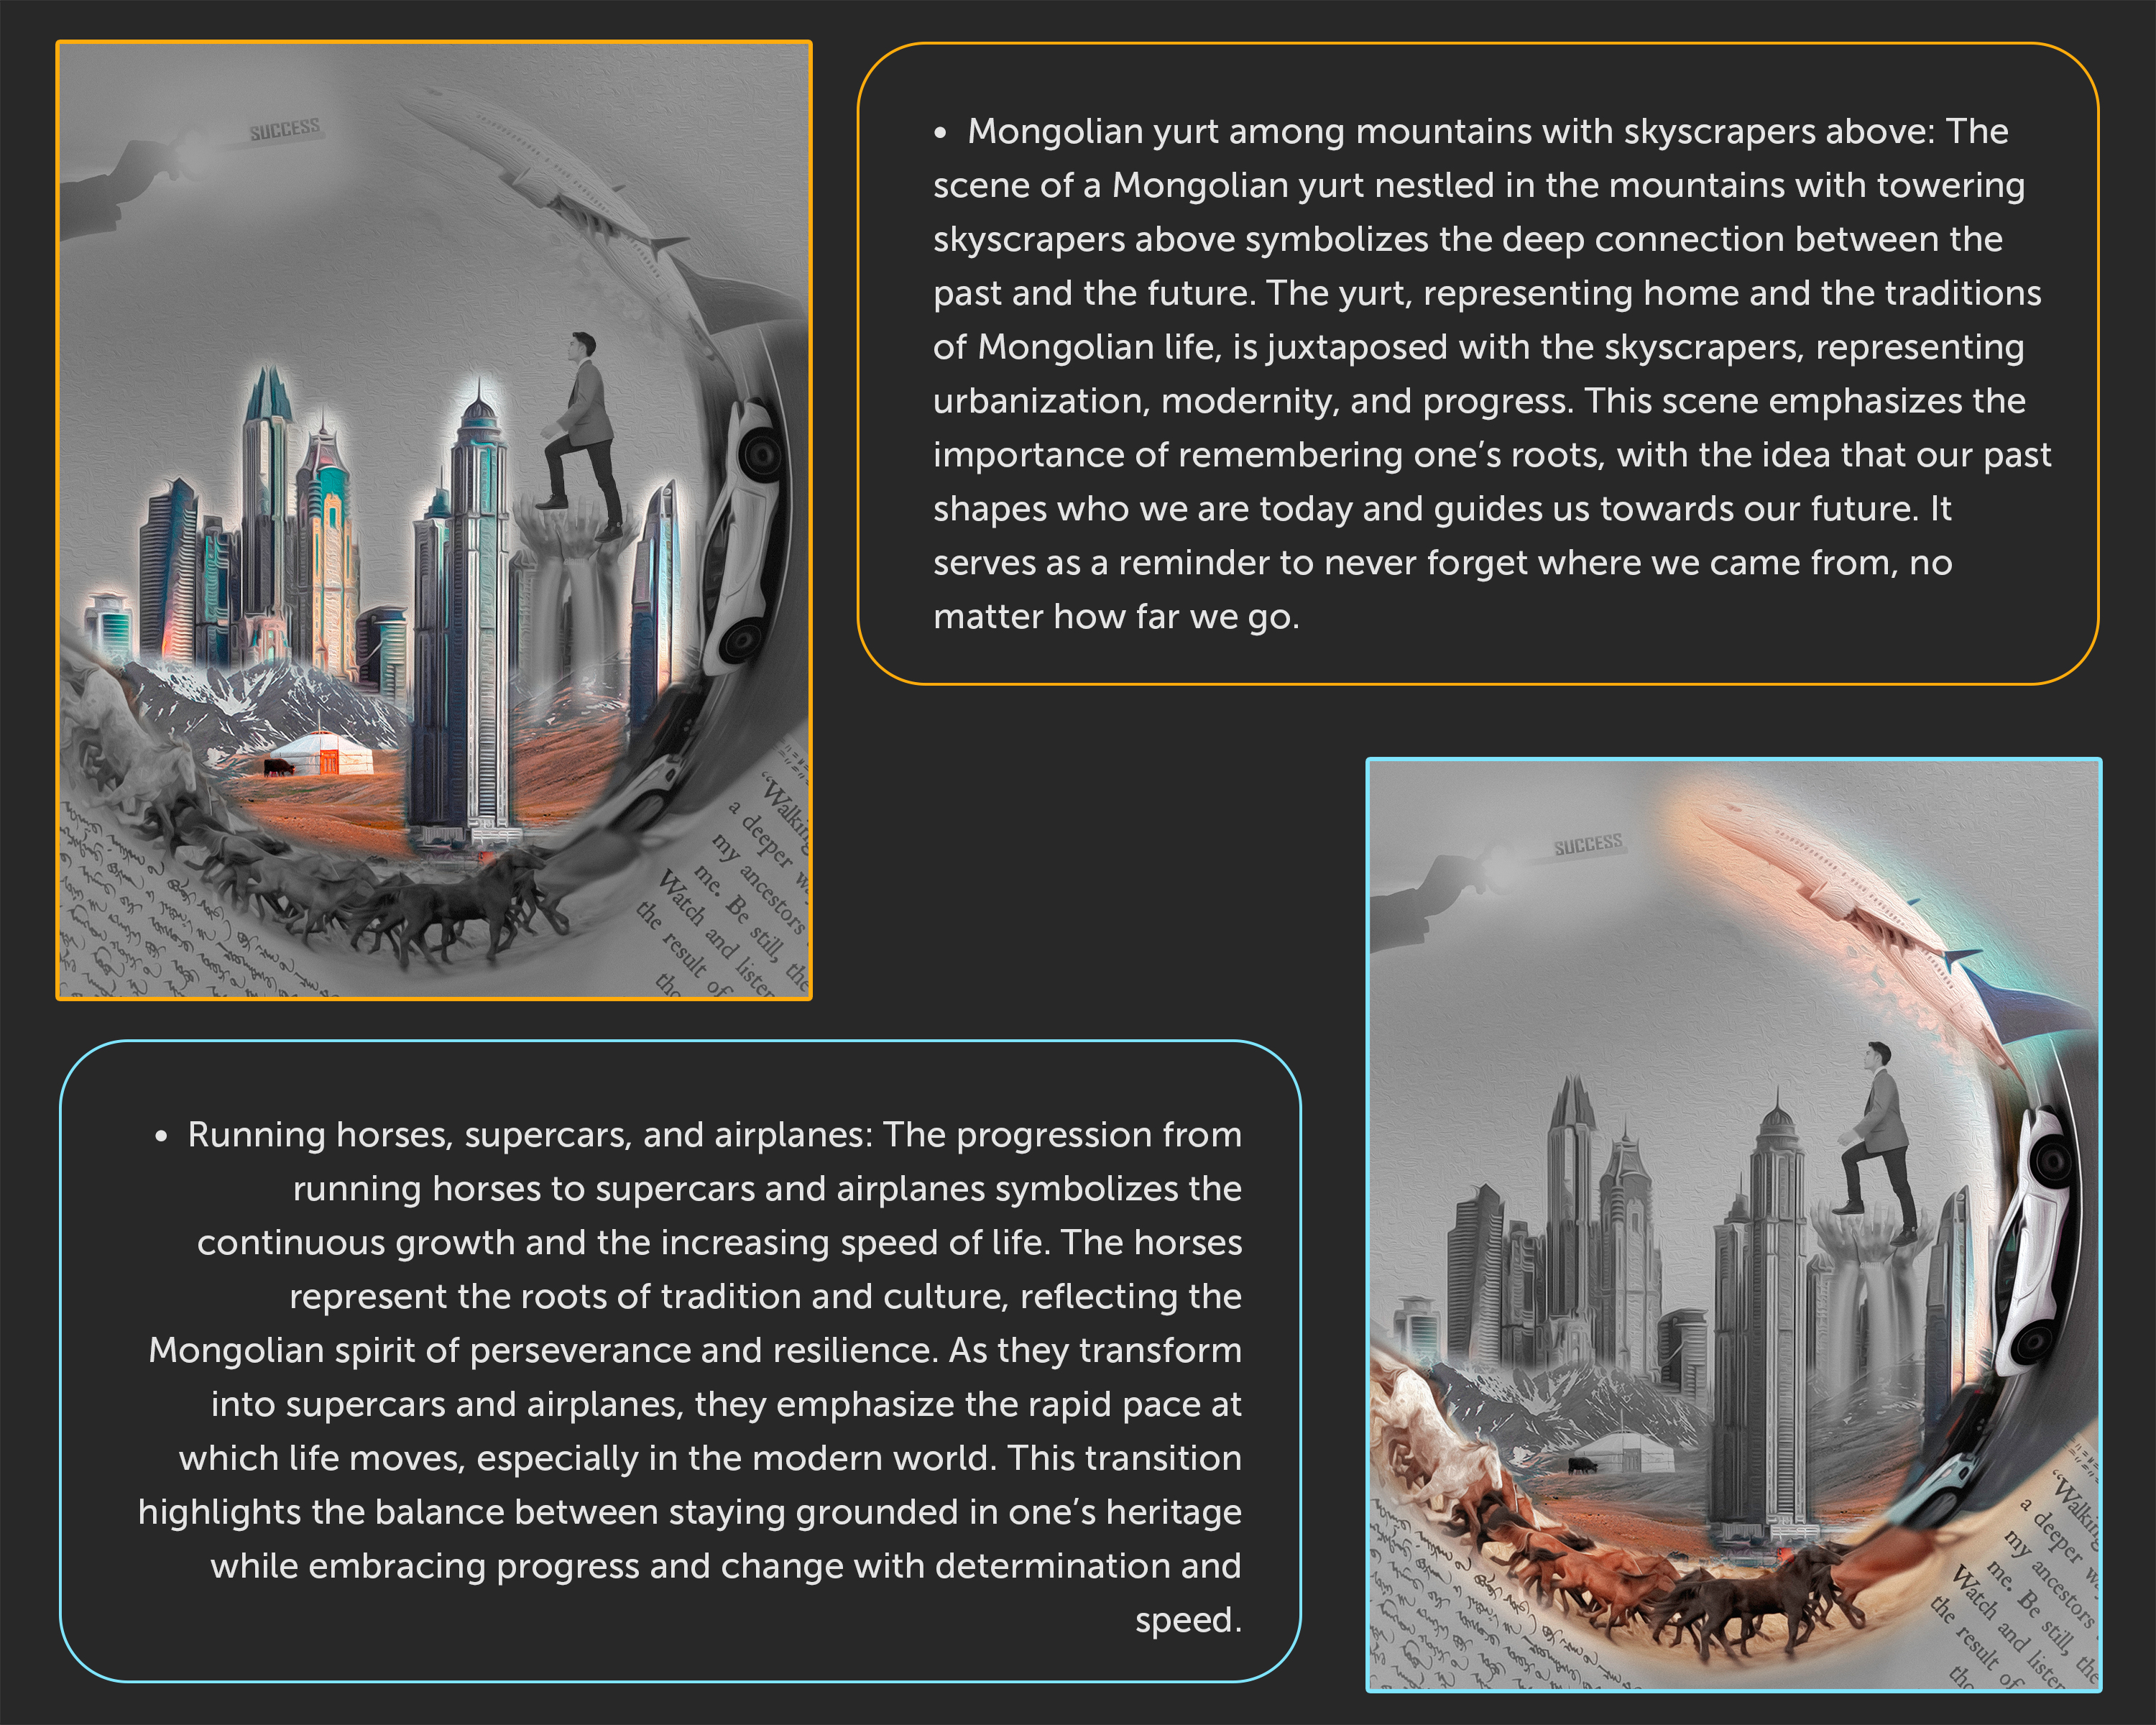 SUCCESS
"Walking
a deeper
my ancestors
me. Be still, the
Watch and listen
the result of
• Mongolian yurt among mountains with skyscrapers above: The
scene of a Mongolian yurt nestled in the mountains with towering
skyscrapers above symbolizes the deep connection between the
past and the future. The yurt, representing home and the traditions
of Mongolian life, is juxtaposed with the skyscrapers, representing
urbanization, modernity, and progress. This scene emphasizes the
importance of remembering one’s roots, with the idea that our past
shapes who we are today and guides us towards our future. It
serves as a reminder to never forget where we came from, no
matter how far we go.
• Running horses, supercars, and airplanes: The progression from
running horses to supercars and airplanes symbolizes the
continuous growth and the increasing speed of life. The horses
represent the roots of tradition and culture, reflecting the
Mongolian spirit of perseverance and resilience. As they transform
into supercars and airplanes, they emphasize the rapid pace at
which life moves, especially in the modern world. This transition
highlights the balance between staying grounded in one’s heritage
while embracing progress and change with determination and
speed.
SUCCESS
"Walking
a deeper
my ancestors
me. Be still, the
Watch and listen
the result of